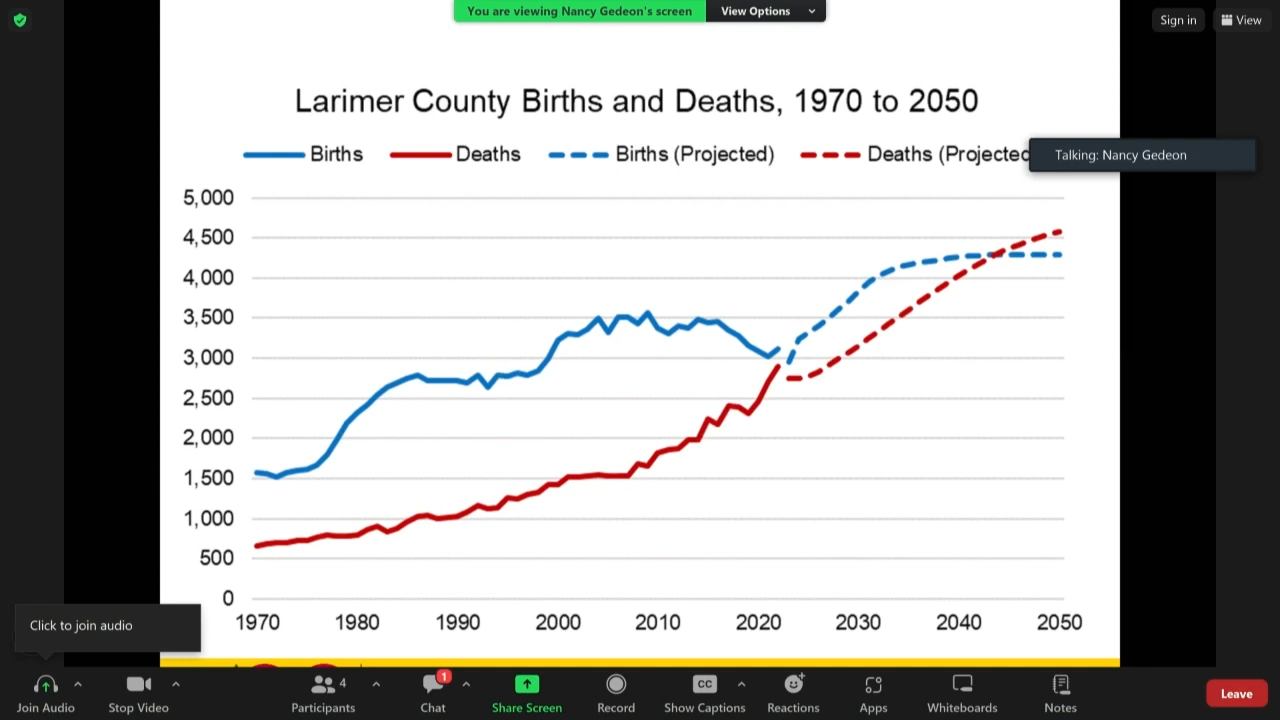 You are viewing Nancy Gedeon's screen View Options
Sign in View
Larimer County Births and Deaths, 1970 to 2050
Births Deaths Births (Projected) Deaths (Projected
Talking: Nancy Gedeon
5,000
4,500
4,000
3,500
3,000
2,500
2,000
1,500
1,000
500
0
1970 1980 1990 2000 2010 2020 2030 2040 2050
Click to join audio
4 1 CC
Join Audio Stop Video Participants Chat Share Screen Record Show Captions Reactions Apps Whiteboards Notes Leave